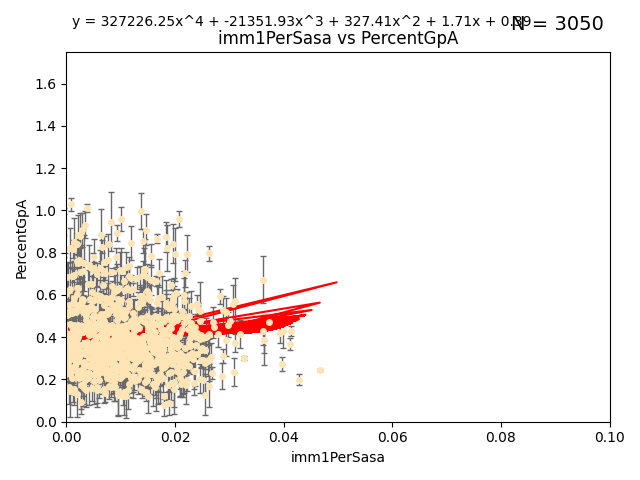 y = 327226.25x^4 + -21351.93x^3 + 327.41x^2 + 1.71x + 0.39
N = 3050
imm1PerSasa vs PercentGpA
PercentGpA
1.6
1.4
1.2
1.0
0.8
0.6
0.4
0.2
0.0
0.00 0.02 0.04 0.06 0.08 0.10
imm1PerSasa